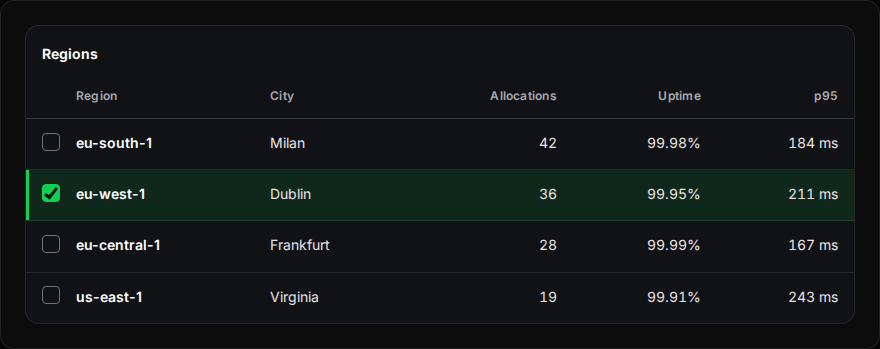 Regions
Region City Allocations Uptime p95
eu-south-1 Milan 42 99.98% 184 ms
eu-west-1 Dublin 36 99.95% 211 ms
eu-central-1 Frankfurt 28 99.99% 167 ms
us-east-1 Virginia 19 99.91% 243 ms